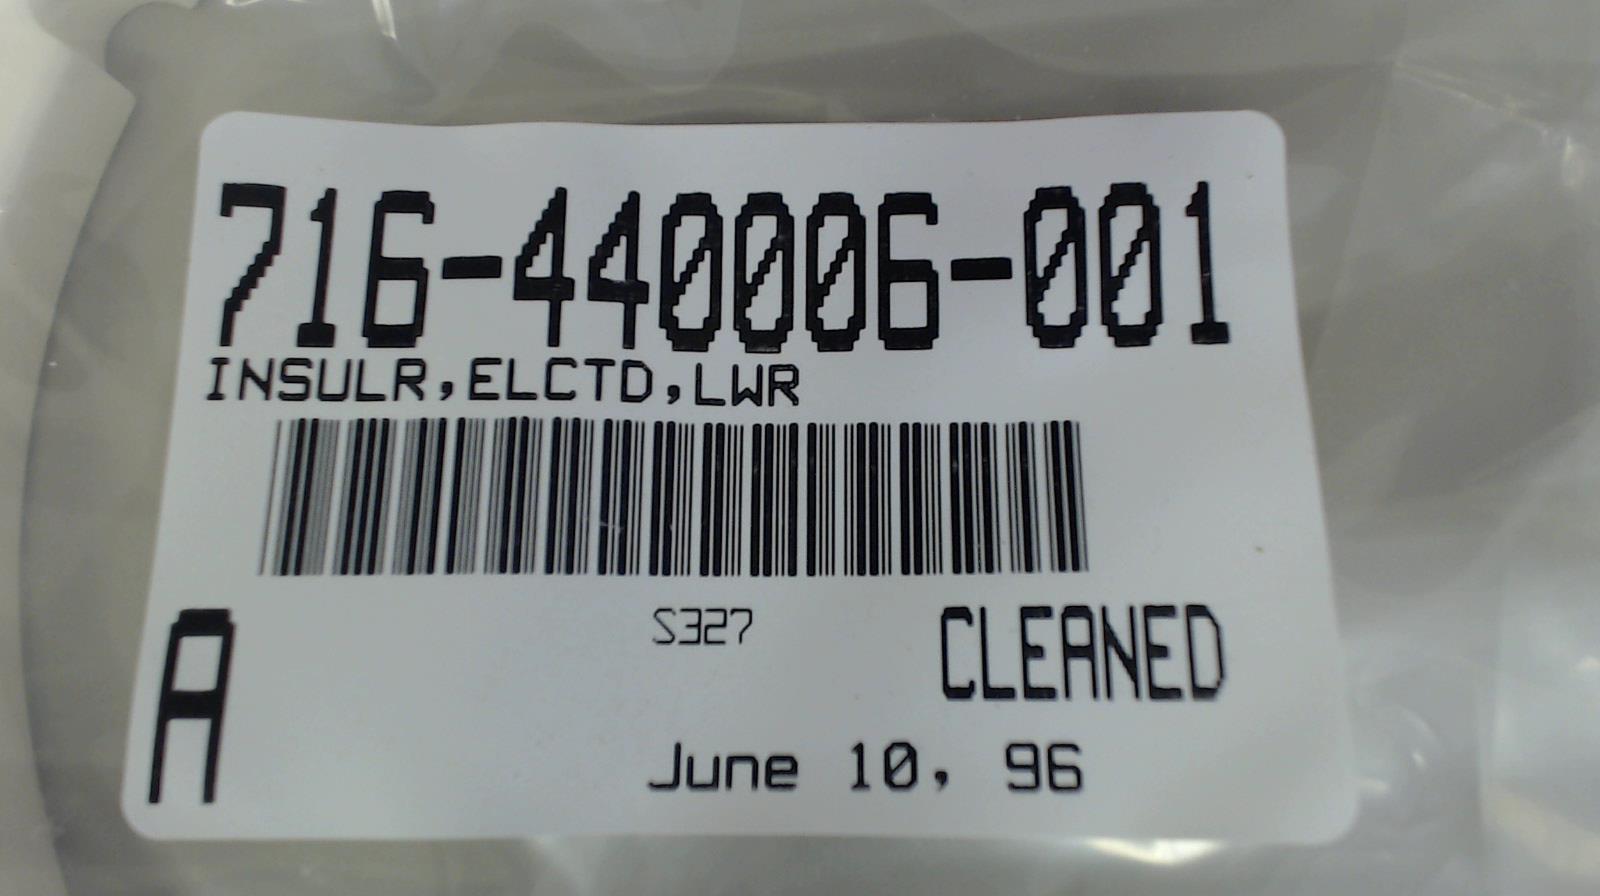 716-440006-001
INSULR,ELCTD,LWR
S327
CLEANED
A
June 10, 96